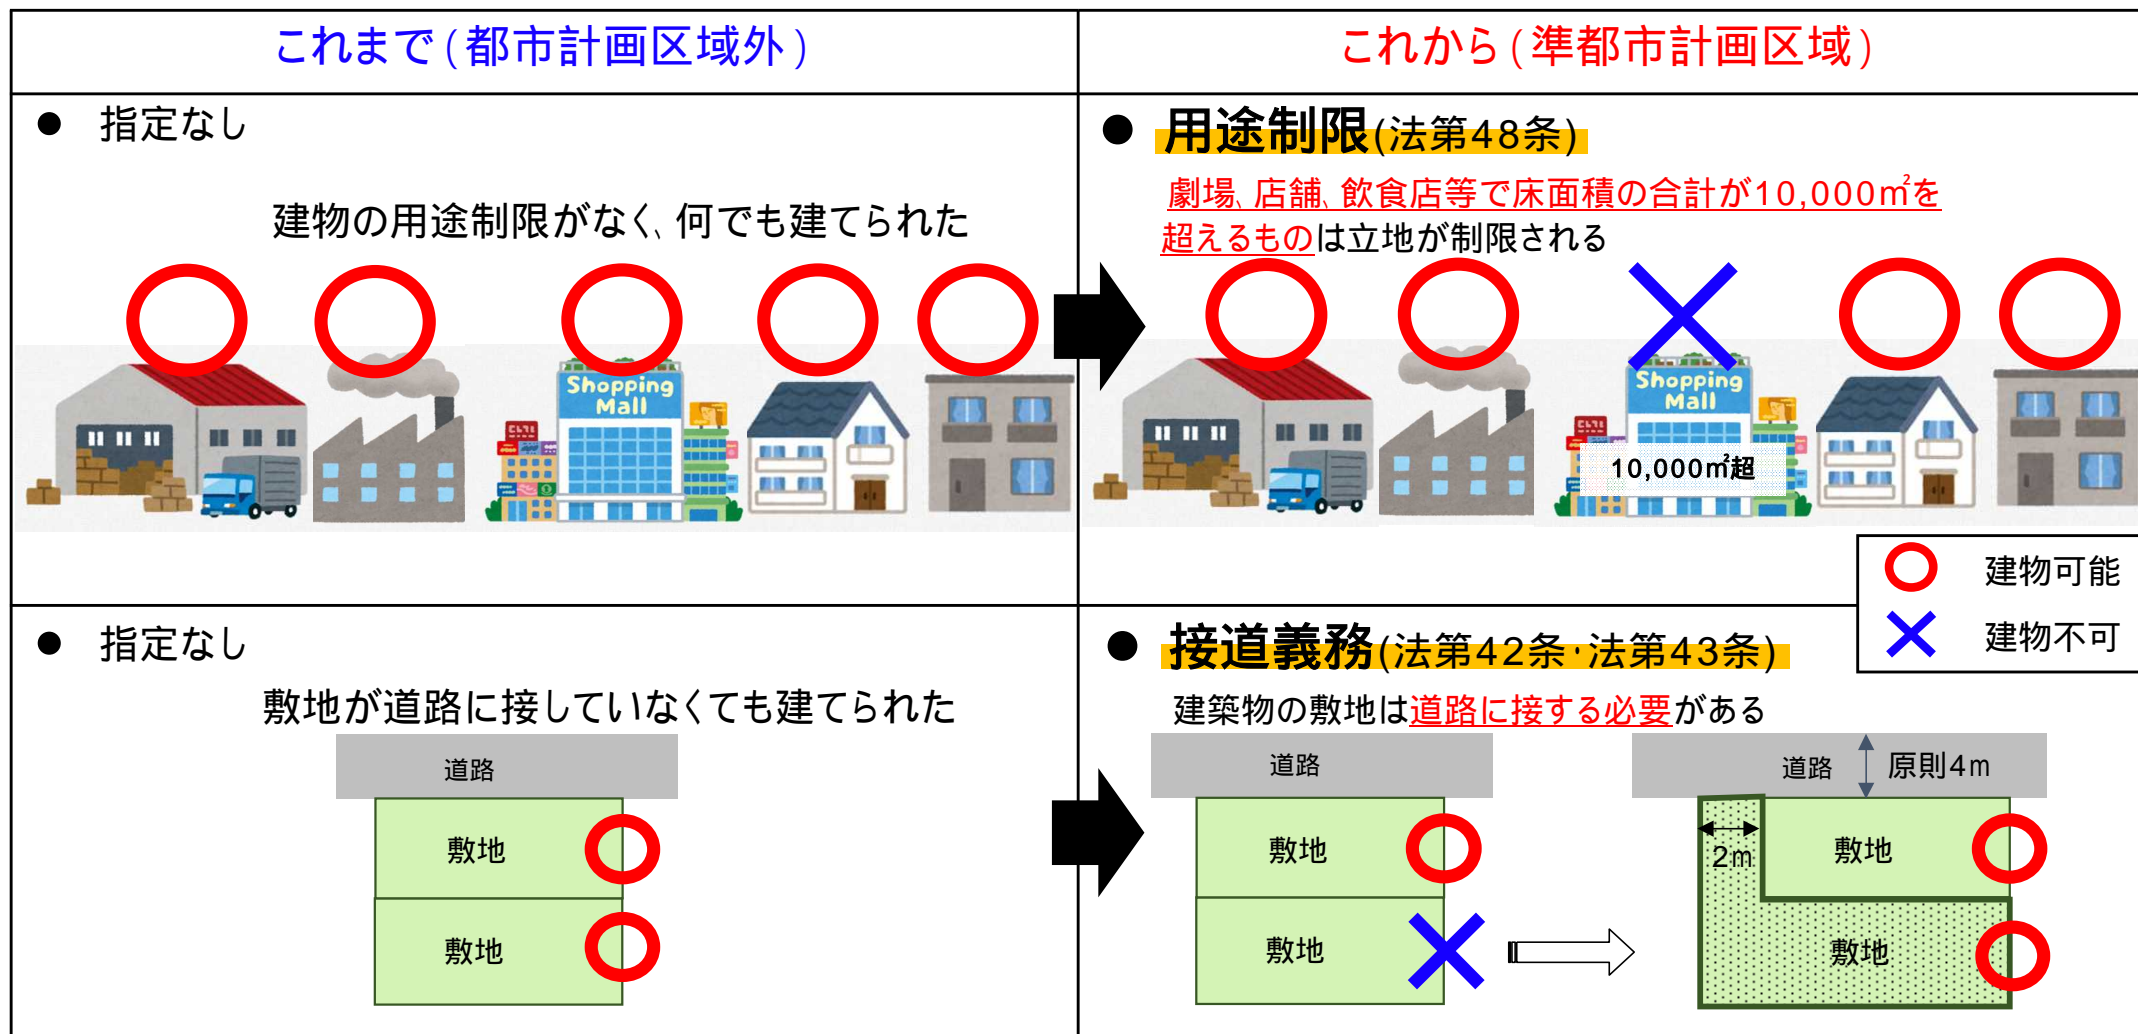 これまで(都市計画区域外)
これから(準都市計画区域)
● 指定なし
建物の用途制限がなく、何でも建てられた
Shopping
Mall
● 用途制限(法第48条)
劇場、店舗、飲食店等で床面積の合計が10,000㎡を
超えるものは立地が制限される
Shopping
Mall
10,000㎡超
建物可能
建物不可
● 指定なし
敷地が道路に接していなくても建てられた
道路
敷地
敷地
● 接道義務(法第42条・法第43条)
建築物の敷地は道路に接する必要がある
道路
敷地
敷地
道路
原則4m
2m
敷地
敷地